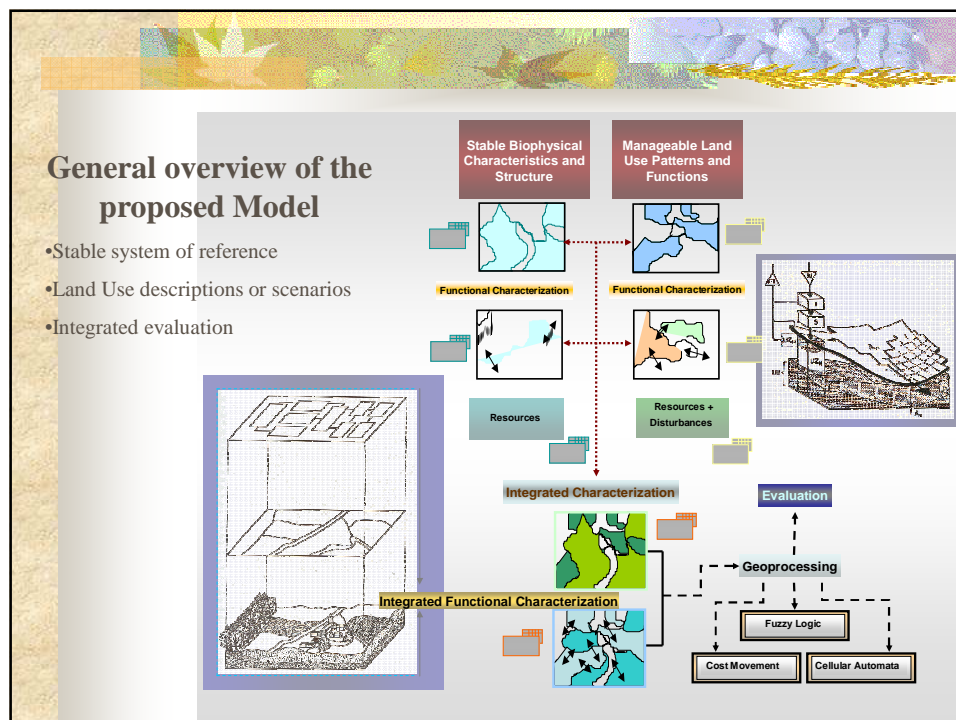 General overview of the
proposed Model
•Stable system of reference
•Land Use descriptions or scenarios
•Integrated evaluation
Stable Biophysical
Characteristics and
Structure
Manageable Land
Use Patterns and
Functions
Functional Characterization
Functional Characterization
Resources
Resources +
Disturbances
Integrated Characterization
Evaluation
Geoprocessing
Integrated Functional Characterization
Fuzzy Logic
Cost Movement
Cellular Automata